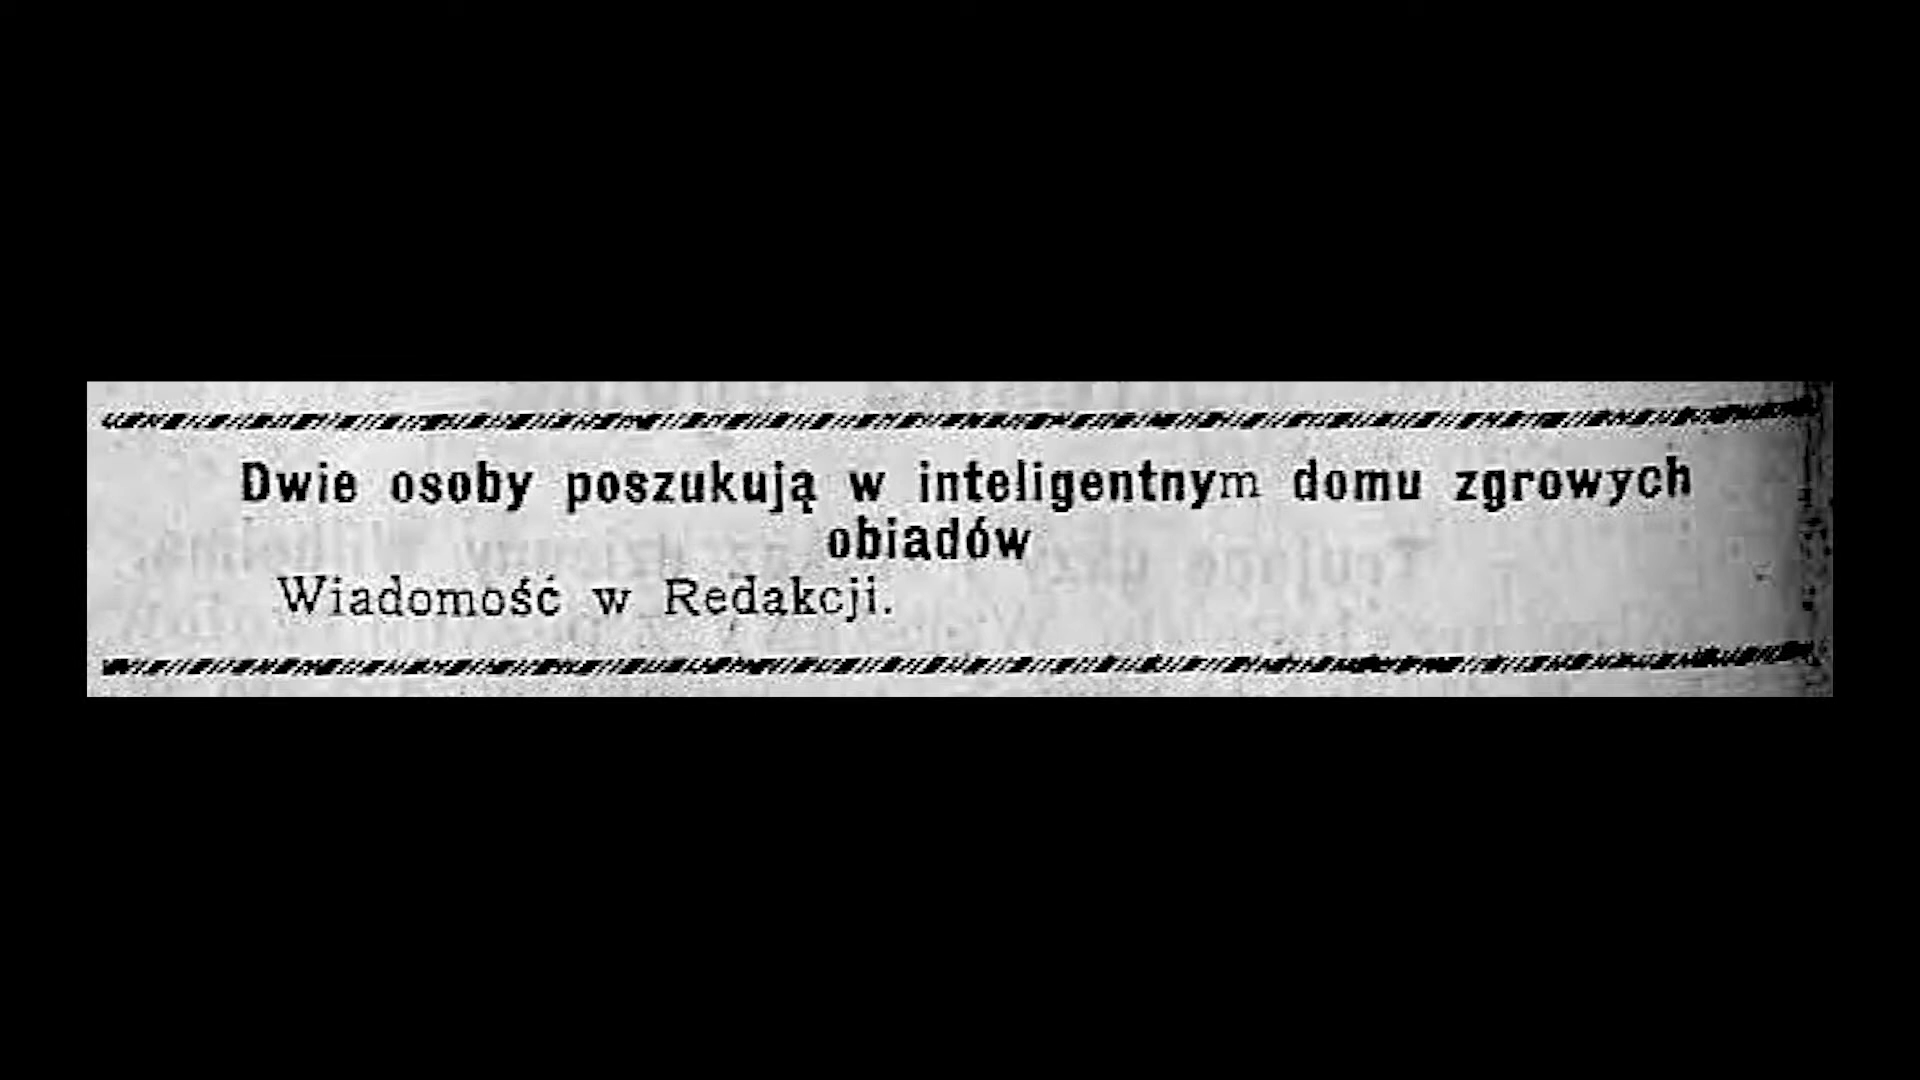 Dwie osoby poszukują w inteligentnym domu zgrowych
obiadów
Wiadomość w Redakcji.